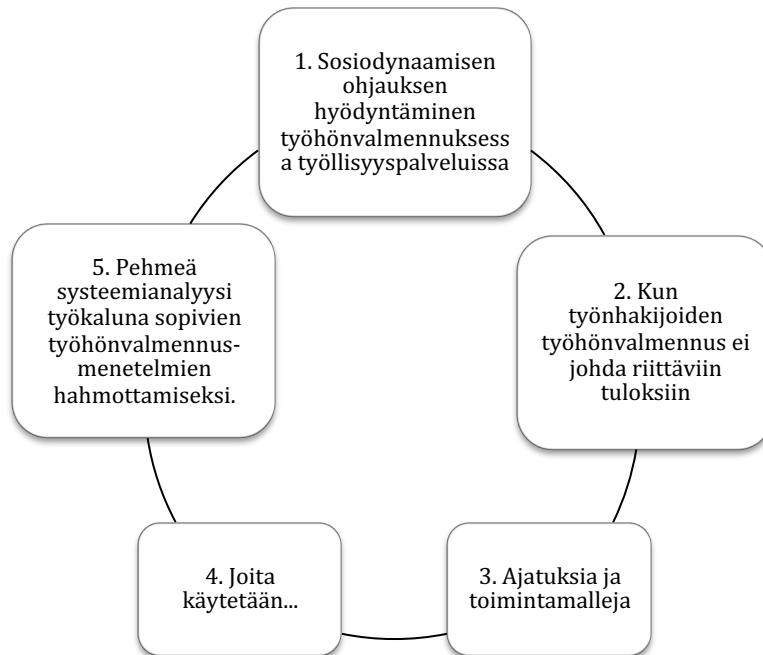 1. Sosiodynaamisen
ohjauksen
hyödyntäminen
työhönvalmennuksess
a työllisyyspalveluissa
2. Kun
työnhakijoiden
työhönvalmennus ei
johda riittäviin
tuloksiin
3. Ajatuksia ja
toimintamalleja
4. Joita
käytetään...
5. Pehmeä
systeemianalyysi
työkaluna sopivien
työhönvalmennus-
menetelmien
hahmottamiseksi.